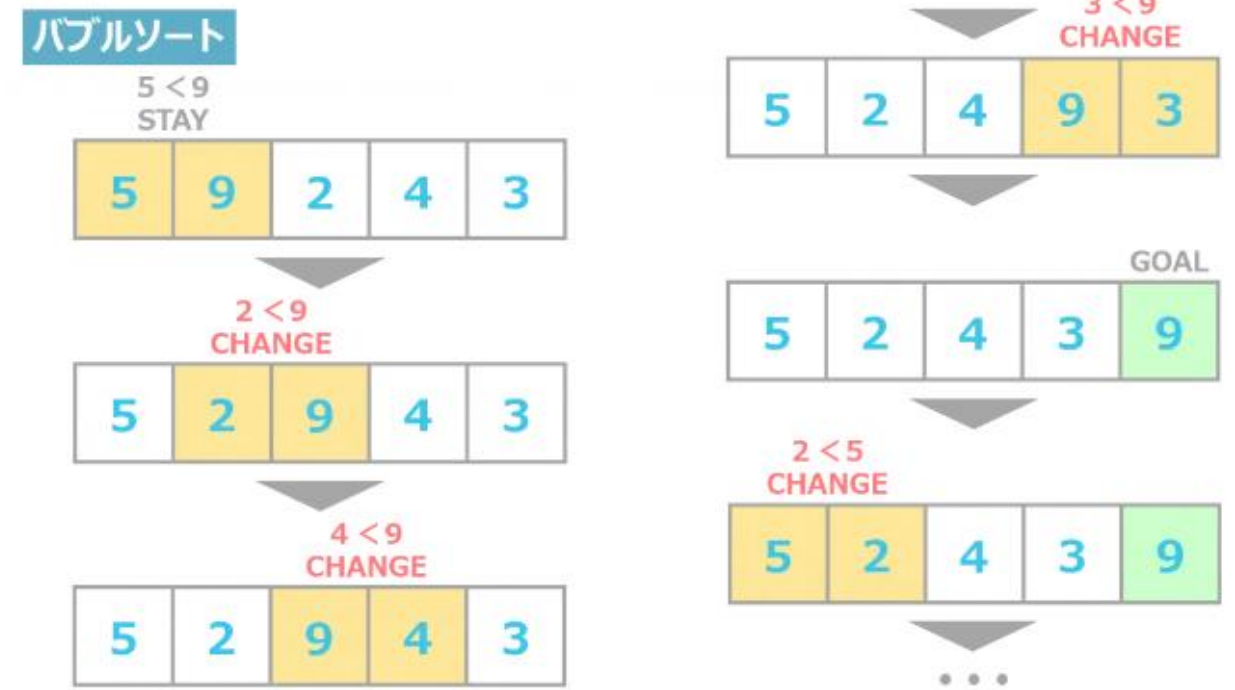 バブルソート
5 < 9
STAY
5 9 2 4 3
2 < 9
CHANGE
5 2 9 4 3
4 < 9
CHANGE
5 2 9 4 3
3 < 9
CHANGE
5 2 4 9 3
GOAL
5 2 4 3 9
2 < 5
CHANGE
5 2 4 3 9
• • •